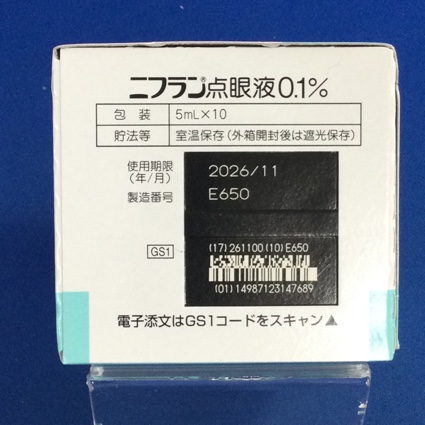 ニフラン®点眼液0.1%
包装 5mL×10
貯法等 室温保存(外箱開封後は遮光保存)
使用期限
(年/月) 2026/11
製造番号 E650
GS1
(17)261100(10)E650
(01)14987123147689
電子添文はGS1コードをスキャン▲